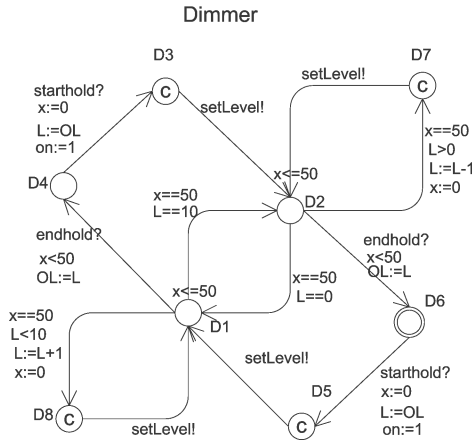 Dimmer
D3
D7
starthold?
x:=0
L:=OL
on:=1
C
setLevel!
setLevel!
C
x==50
L>0
L:=L-1
x:=0
D4
x<=50
D2
x==50
L==10
endhold?
x<50
OL:=L
endhold?
x<50
OL:=L
x<=50
x==50
L==0
D6
x==50
L<10
L:=L+1
x:=0
D1
setLevel!
starthold?
x:=0
L:=OL
on:=1
D5
D8
C
setLevel!
C